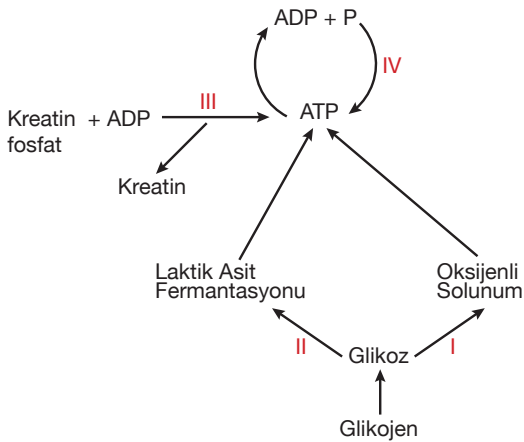 ADP + P
IV
III
Kreatin + ADP
fosfat
ATP
Kreatin
Laktik Asit
Fermantasyonu
Oksijenli
Solunum
II
Glikoz
I
Glikojen